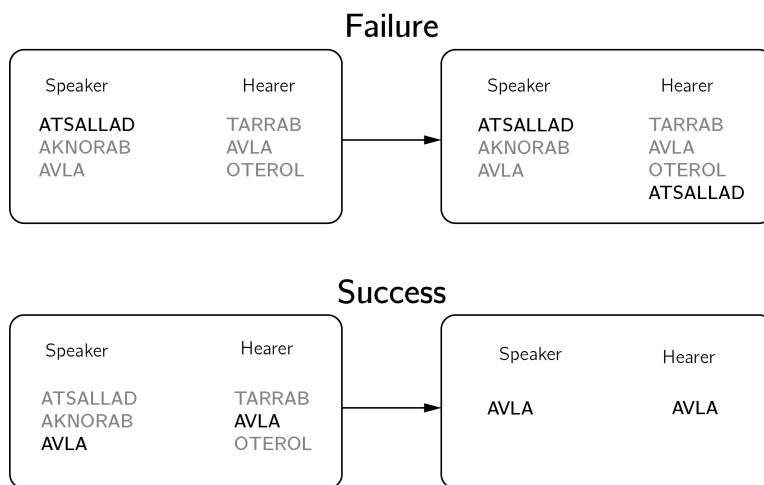 Failure
Speaker Hearer
ATSALLAD TARRAB
AKNORAB AVLA
AVLA OTEROL
Speaker Hearer
ATSALLAD TARRAB
AKNORAB AVLA
AVLA OTEROL
ATSALLAD
Success
Speaker Hearer
ATSALLAD TARRAB
AKNORAB AVLA
AVLA OTEROL
Speaker Hearer
AVLA AVLA